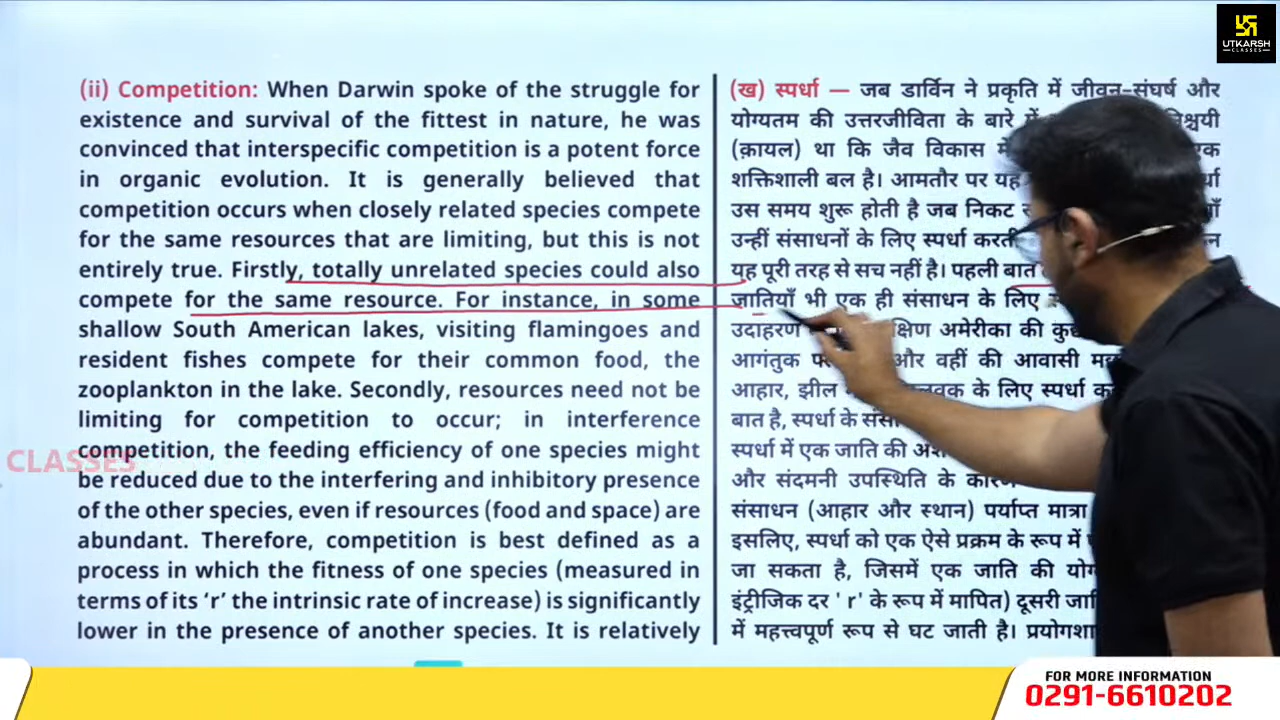 UTKARSH
CLASSES
(ii) Competition: When Darwin spoke of the struggle for
existence and survival of the fittest in nature, he was
convinced that interspecific competition is a potent force
in organic evolution. It is generally believed that
competition occurs when closely related species compete
for the same resources that are limiting, but this is not
entirely true. Firstly, totally unrelated species could also
compete for the same resource. For instance, in some
shallow South American lakes, visiting flamingoes and
resident fishes compete for their common food, the
zooplankton in the lake. Secondly, resources need not be
limiting for competition to occur; in interference
competition, the feeding efficiency of one species might
be reduced due to the interfering and inhibitory presence
of the other species, even if resources (food and space) are
abundant. Therefore, competition is best defined as a
process in which the fitness of one species (measured in
terms of its ‘r’ the intrinsic rate of increase) is significantly
lower in the presence of another species. It is relatively
(ख) स्पर्धा — जब डार्विन ने प्रकृति में जीवन-संघर्ष और
योग्यतम की उत्तरजीविता के बारे में
(क़ायल) था कि जैव विकास में एक
शक्तिशाली बल है। आमतौर पर यह
उस समय शुरू होती है जब निकट
उन्हीं संसाधनों के लिए स्पर्धा करती
यह पूरी तरह से सच नहीं है। पहली बात
जातियाँ भी एक ही संसाधन के लिए
उदाहरण अमेरीका की
आगंतुक और वहीं की आवासी
आहार, झील के लिए स्पर्धा
बात है, स्पर्धा के
स्पर्धा में एक जाति की
और संदमनी उपस्थिति के कारण
संसाधन (आहार और स्थान) पर्याप्त मात्रा
इसलिए, स्पर्धा को एक ऐसे प्रक्रम के रूप में
जा सकता है, जिसमें एक जाति की
इंट्रीजिक दर ' r' के रूप में मापित) दूसरी
में महत्त्वपूर्ण रूप से घट जाती है।
CLASSES
FOR MORE INFORMATION
0291-6610202